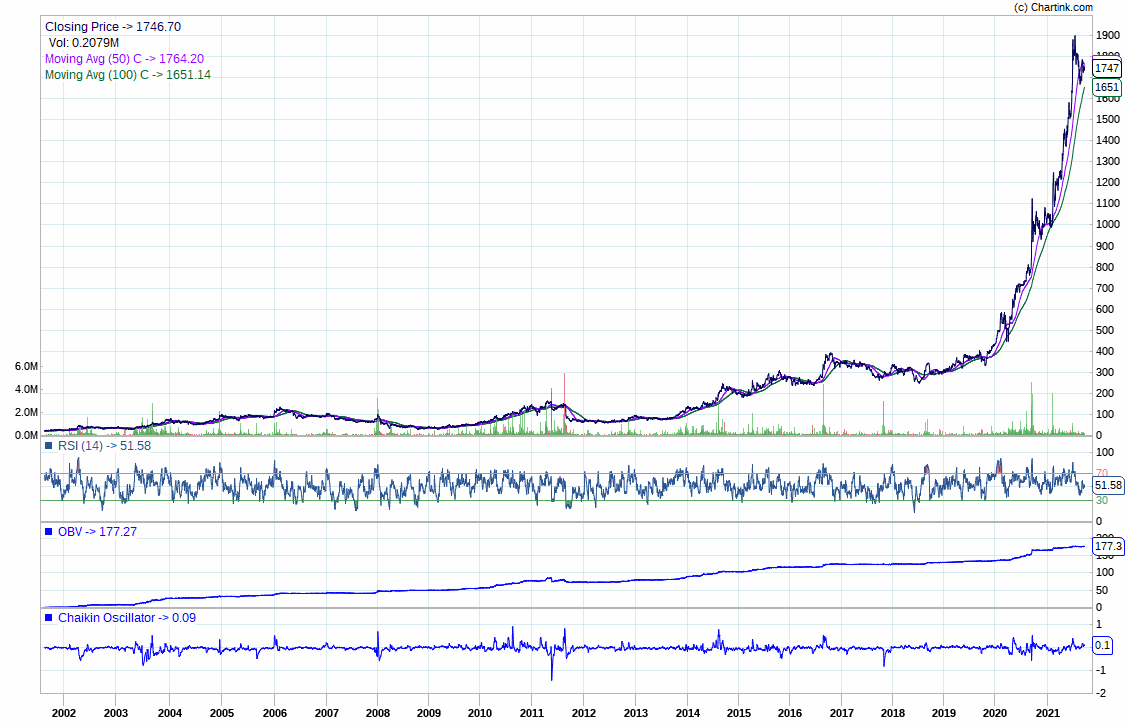 (c) Chartink.com
Closing Price -> 1746.70
Vol: 0.2079M
Moving Avg (50) C -> 1764.20
Moving Avg (100) C -> 1651.14
1900
1800
1747
1651
1600
1500
1400
1300
1200
1100
1000
900
800
700
600
500
400
300
200
100
0
6.0M
4.0M
2.0M
0.0M
RSI (14) -> 51.58
100
70
51.58
30
0
OBV -> 177.27
177.3
150
100
50
0
Chaikin Oscillator -> 0.09
1
0.1
-1
-2
2002 2003 2004 2005 2006 2007 2008 2009 2010 2011 2012 2013 2014 2015 2016 2017 2018 2019 2020 2021